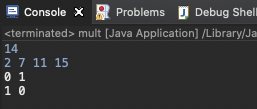 Console Problems Debug Shell
<terminated> mult [Java Application] /Library/Ja
14
2 7 11 15
0 1
1 0